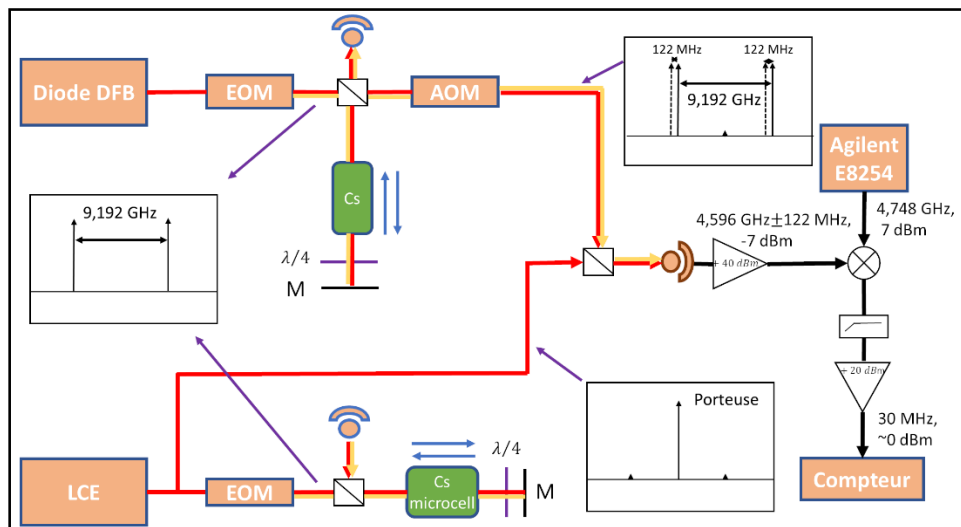 122 MHz
122 MHz
9,192 GHz
Diode DFB
EOM
AOM
Agilent
E8254
Cs
9,192 GHz
4,596 GHz±122 MHz,
-7 dBm
4,748 GHz,
7 dBm
λ/4
M
+ 40 dBm
+ 20 dBm
Porteuse
30 MHz,
~0 dBm
λ/4
LCE
EOM
Cs
microcell
M
Compteur